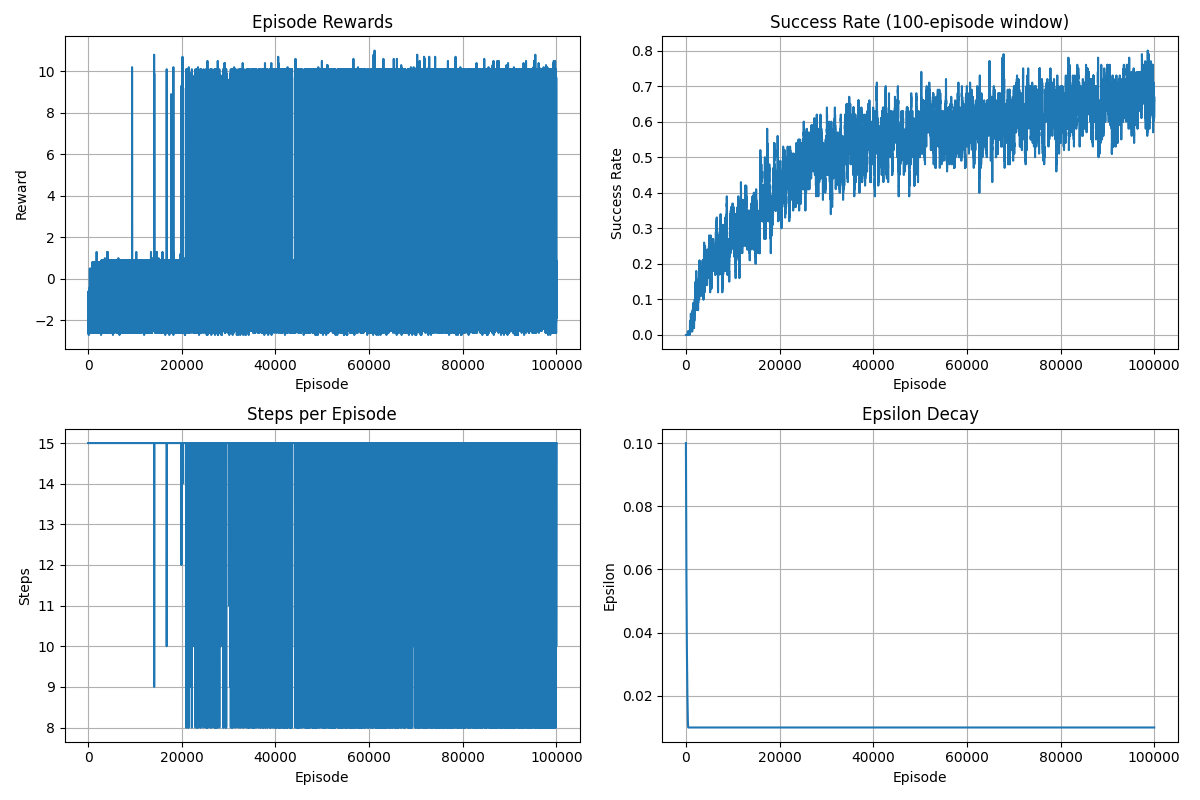 Episode Rewards
Reward
10
8
6
4
2
0
−2
0 20000 40000 60000 80000 100000
Episode
Success Rate (100-episode window)
Success Rate
0.8
0.7
0.6
0.5
0.4
0.3
0.2
0.1
0.0
0 20000 40000 60000 80000 100000
Episode
Steps per Episode
Steps
15
14
13
12
11
10
9
8
0 20000 40000 60000 80000 100000
Episode
Epsilon Decay
Epsilon
0.10
0.08
0.06
0.04
0.02
0 20000 40000 60000 80000 100000
Episode